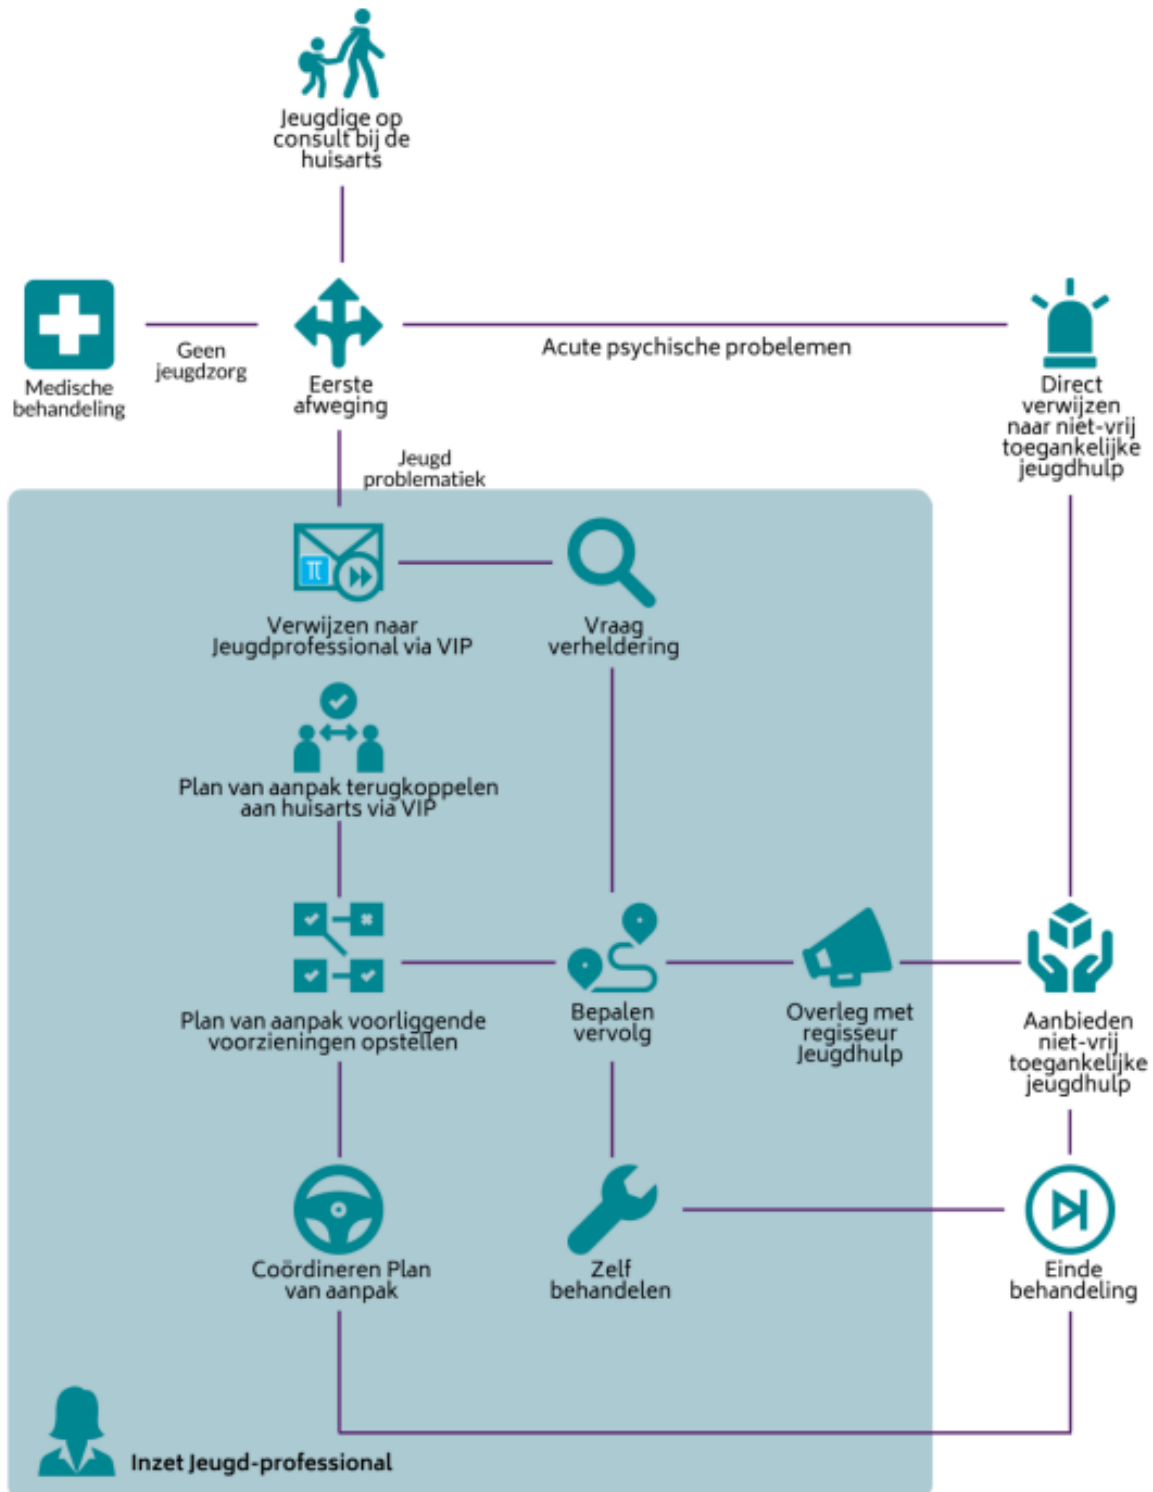 Jeugdige op
consult bij de
huisarts
Medische
behandeling
Geen
jeugdzorg
Eerste
afweging
Acute psychische probelemen
Direct
verwijzen
naar niet-vrij
toegankelijke
jeugdhulp
Jeugd
problematiek
π
Verwijzen naar
Jeugdprofessional via VIP
Vraag
verheldering
Plan van aanpak terugkoppelen
aan huisarts via VIP
Plan van aanpak voorliggende
voorzieningen opstellen
Bepalen
vervolg
Overleg met
regisseur
Jeugdhulp
Aanbieden
niet-vrij
toegankelijke
jeugdhulp
Coördineren Plan
van aanpak
Zelf
behandelen
Einde
behandeling
Inzet Jeugd-professional